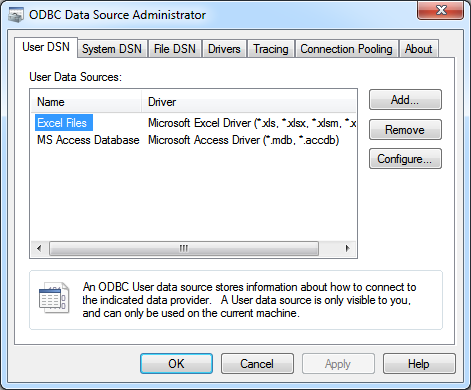 ODBC Data Source Administrator
User DSN System DSN File DSN Drivers Tracing Connection Pooling About
User Data Sources:
Name Driver
Excel Files Microsoft Excel Driver (*.xls, *.xlsx, *.xlsm, *.x
MS Access Database Microsoft Access Driver (*.mdb, *.accdb)
Add...
Remove
Configure...
An ODBC User data source stores information about how to connect to
the indicated data provider. A User data source is only visible to you,
and can only be used on the current machine.
OK Cancel Apply Help